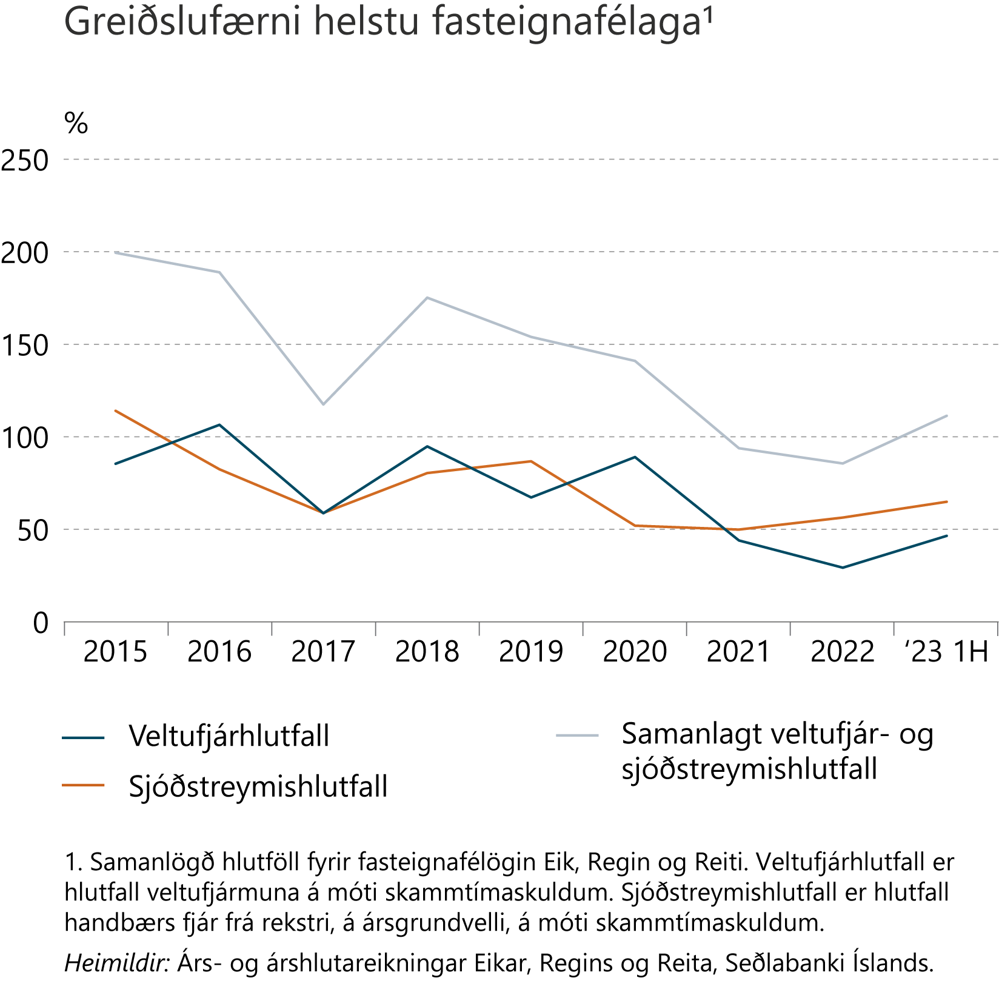 Greiðslufærni helstu fasteignafélaga¹
%
250
200
150
100
50
0
2015 2016 2017 2018 2019 2020 2021 2022 ‘23 1H
Veltufjárhlutfall
Sjóðstreymishlutfall
Samanlagt veltufjár- og
sjóðstreymishlutfall
1. Samanlögð hlutföll fyrir fasteignafélögin Eik, Regin og Reiti. Veltufjárhlutfall er
hlutfall veltufjármuna á móti skammtímaskuldum. Sjóðstreymishlutfall er hlutfall
handbærs fjár frá rekstri, á ársgrundvelli, á móti skammtímaskuldum.
Heimildir: Árs- og árshlutareikningar Eikar, Regins og Reita, Seðlabanki Íslands.